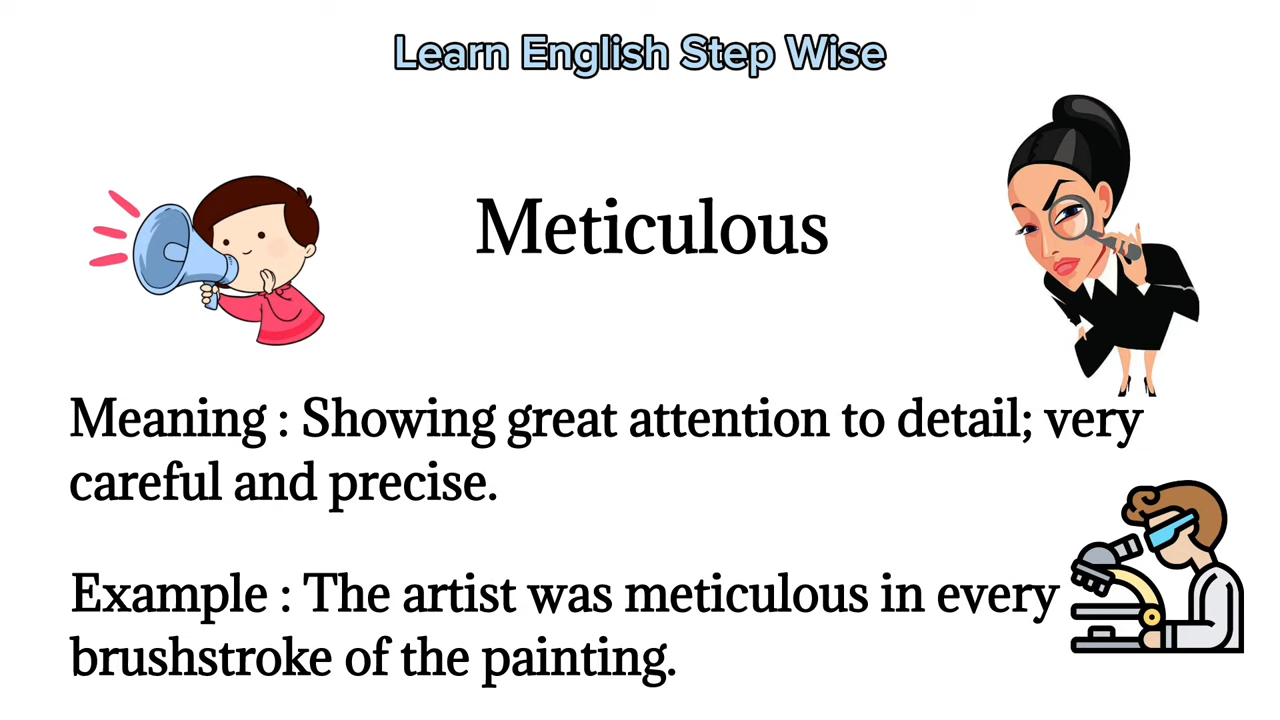 Learn English Step Wise
Meticulous
Meaning : Showing great attention to detail; very
careful and precise.
Example : The artist was meticulous in every
brushstroke of the painting.